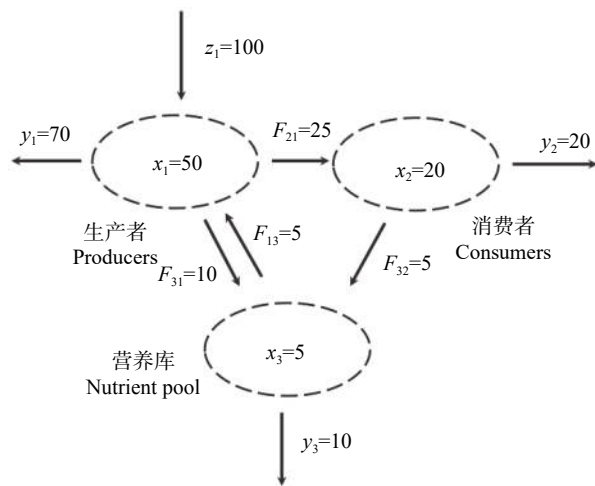 z₁=100
y₁=70
F₂₁=25
y₂=20
x₁=50
x₂=20
生产者
Producers
F₁₃=5
消费者
Consumers
F₃₁=10
F₃₂=5
营养库
Nutrient pool
x₃=5
y₃=10